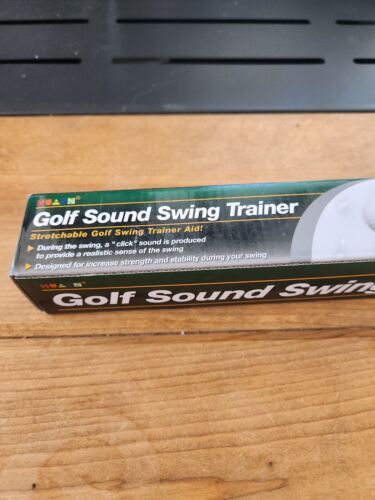 Golf Sound Swing Trainer
Stretchable Golf Swing Trainer Aid!
During the swing, a "click" sound is produced
to provide a realistic sense of the swing
Designed for increase strength and stability during your swing
Golf Sound Swing